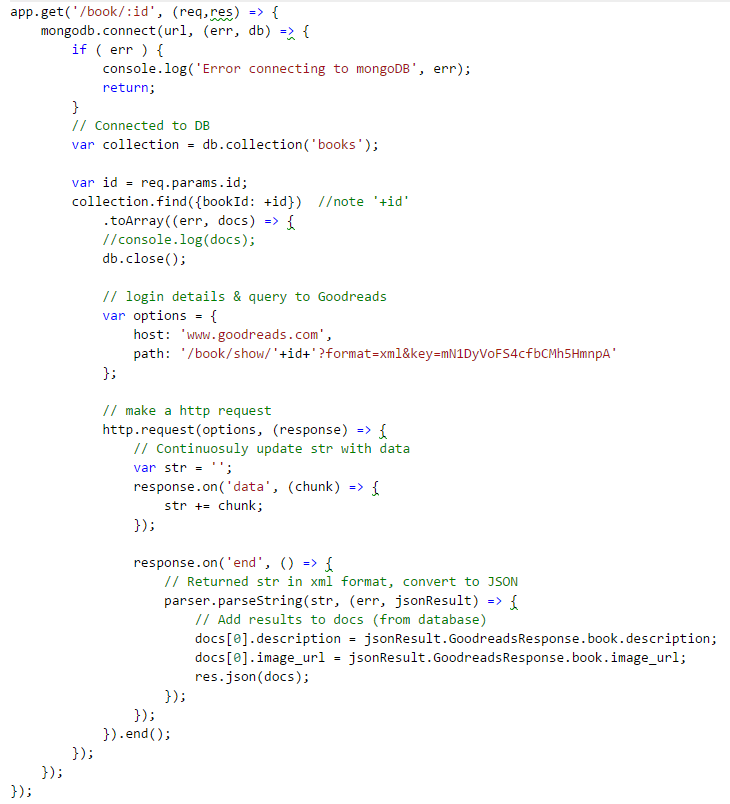 app.get('/book/:id', (req,res) => {
    mongodb.connect(url, (err, db) => {
        if ( err ) {
            console.log('Error connecting to mongoDB', err);
            return;
        }
        // Connected to DB
        var collection = db.collection('books');

        var id = req.params.id;
        collection.find({bookId: +id})  //note '+id'
            .toArray((err, docs) => {
            //console.log(docs);
            db.close();

            // login details & query to Goodreads
            var options = {
                host: 'www.goodreads.com',
                path: '/book/show/'+id+'?format=xml&key=mN1DyVoFS4cfbCMh5HmnpA'
            };

            // make a http request
            http.request(options, (response) => {
                // Continuosuly update str with data
                var str = '';
                response.on('data', (chunk) => {
                    str += chunk;
                });

                response.on('end', () => {
                    // Returned str in xml format, convert to JSON
                    parser.parseString(str, (err, jsonResult) => {
                        // Add results to docs (from database)
                        docs[0].description = jsonResult.GoodreadsResponse.book.description;
                        docs[0].image_url = jsonResult.GoodreadsResponse.book.image_url;
                        res.json(docs);
                    });
                });
            }).end();
        });
    });
});